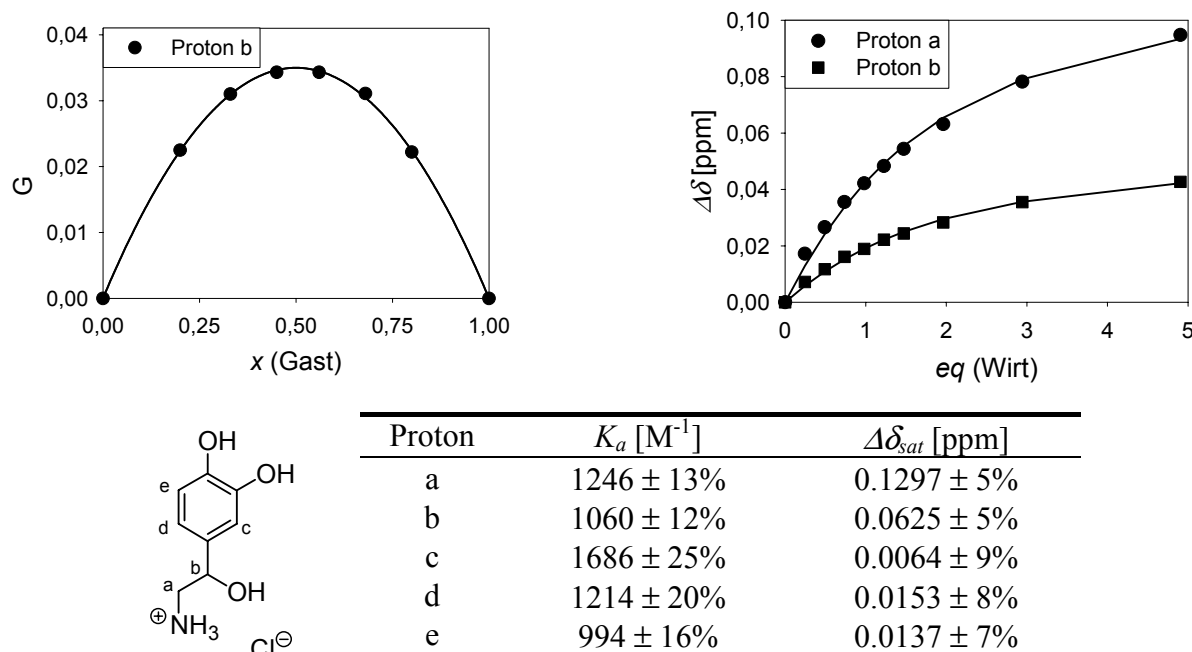 G
0,05
0,04
0,03
0,02
0,01
0,00
Proton b
0,00 0,25 0,50 0,75 1,00
x (Gast)
Δδ [ppm]
0,10
0,08
0,06
0,04
0,02
0,00
Proton a
Proton b
0 1 2 3 4 5
eq (Wirt)
OH
OH
e
d
c
b
a
OH
⊕
NH3
Cl⊖
Proton Ka [M-1] Δδsat [ppm]
a 1246 ± 13% 0.1297 ± 5%
b 1060 ± 12% 0.0625 ± 5%
c 1686 ± 25% 0.0064 ± 9%
d 1214 ± 20% 0.0153 ± 8%
e 994 ± 16% 0.0137 ± 7%